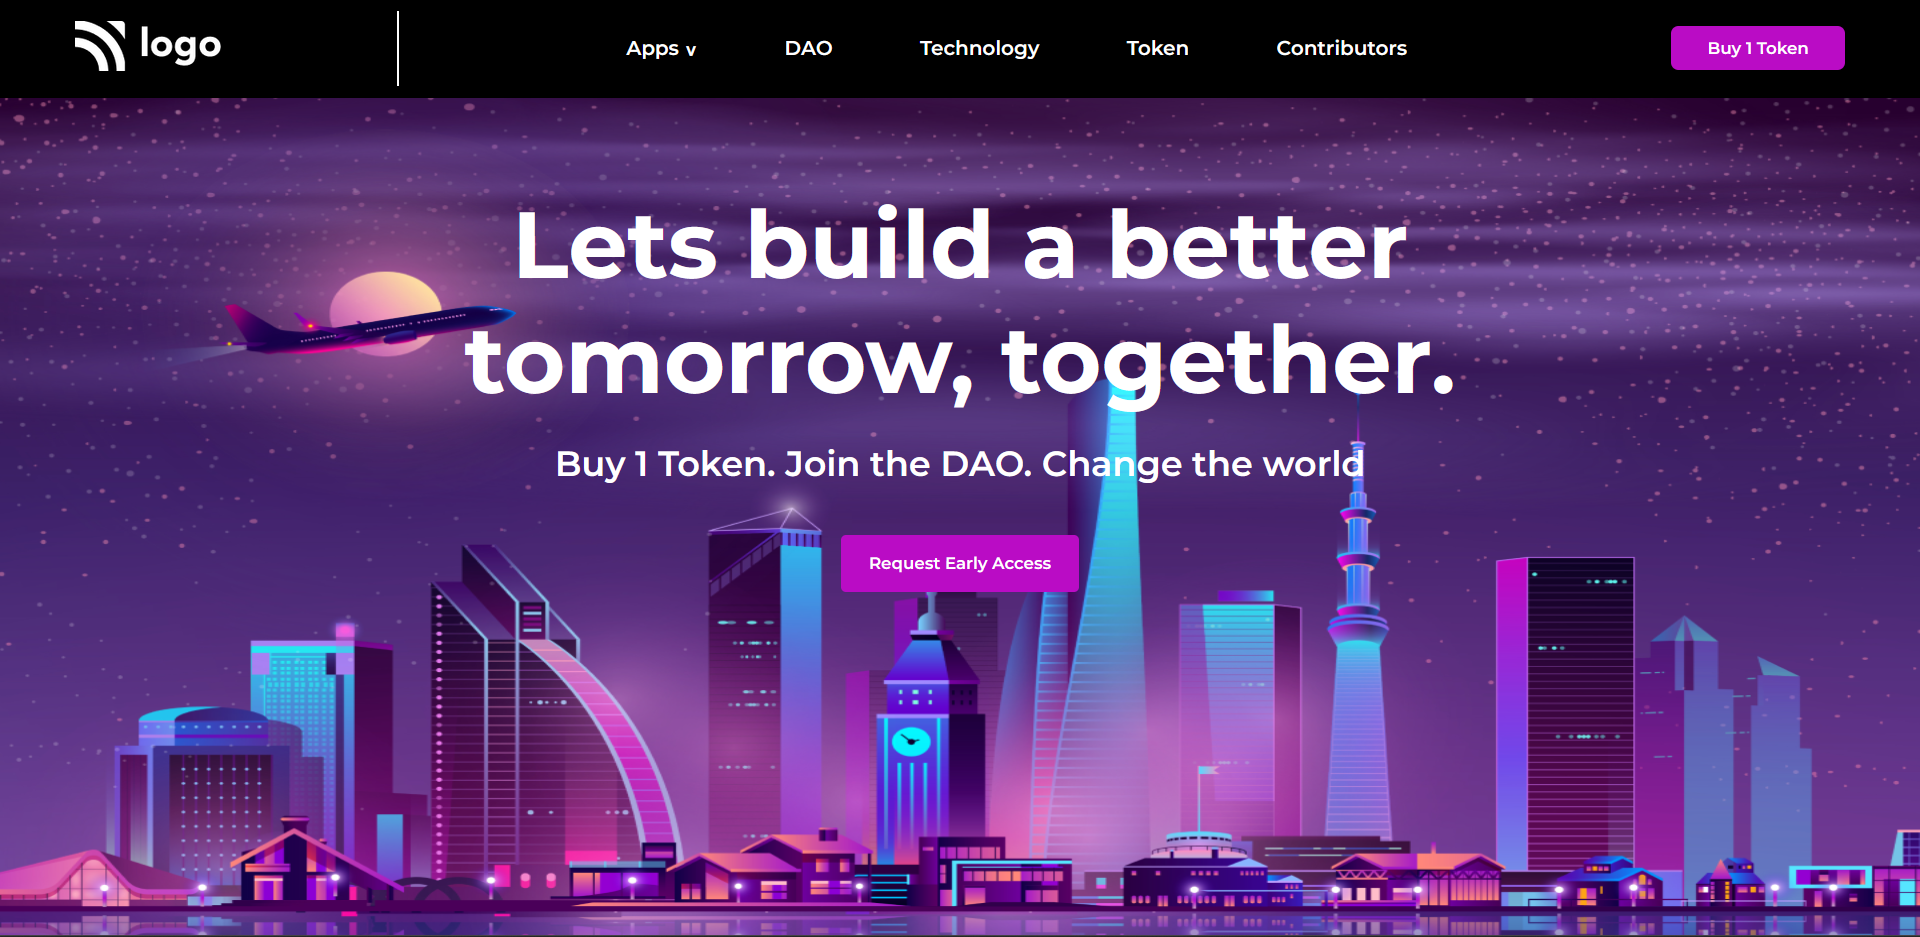 logo
Apps v
DAO
Technology
Token
Contributors
Buy 1 Token
Lets build a better
tomorrow, together.
Buy 1 Token. Join the DAO. Change the world
Request Early Access